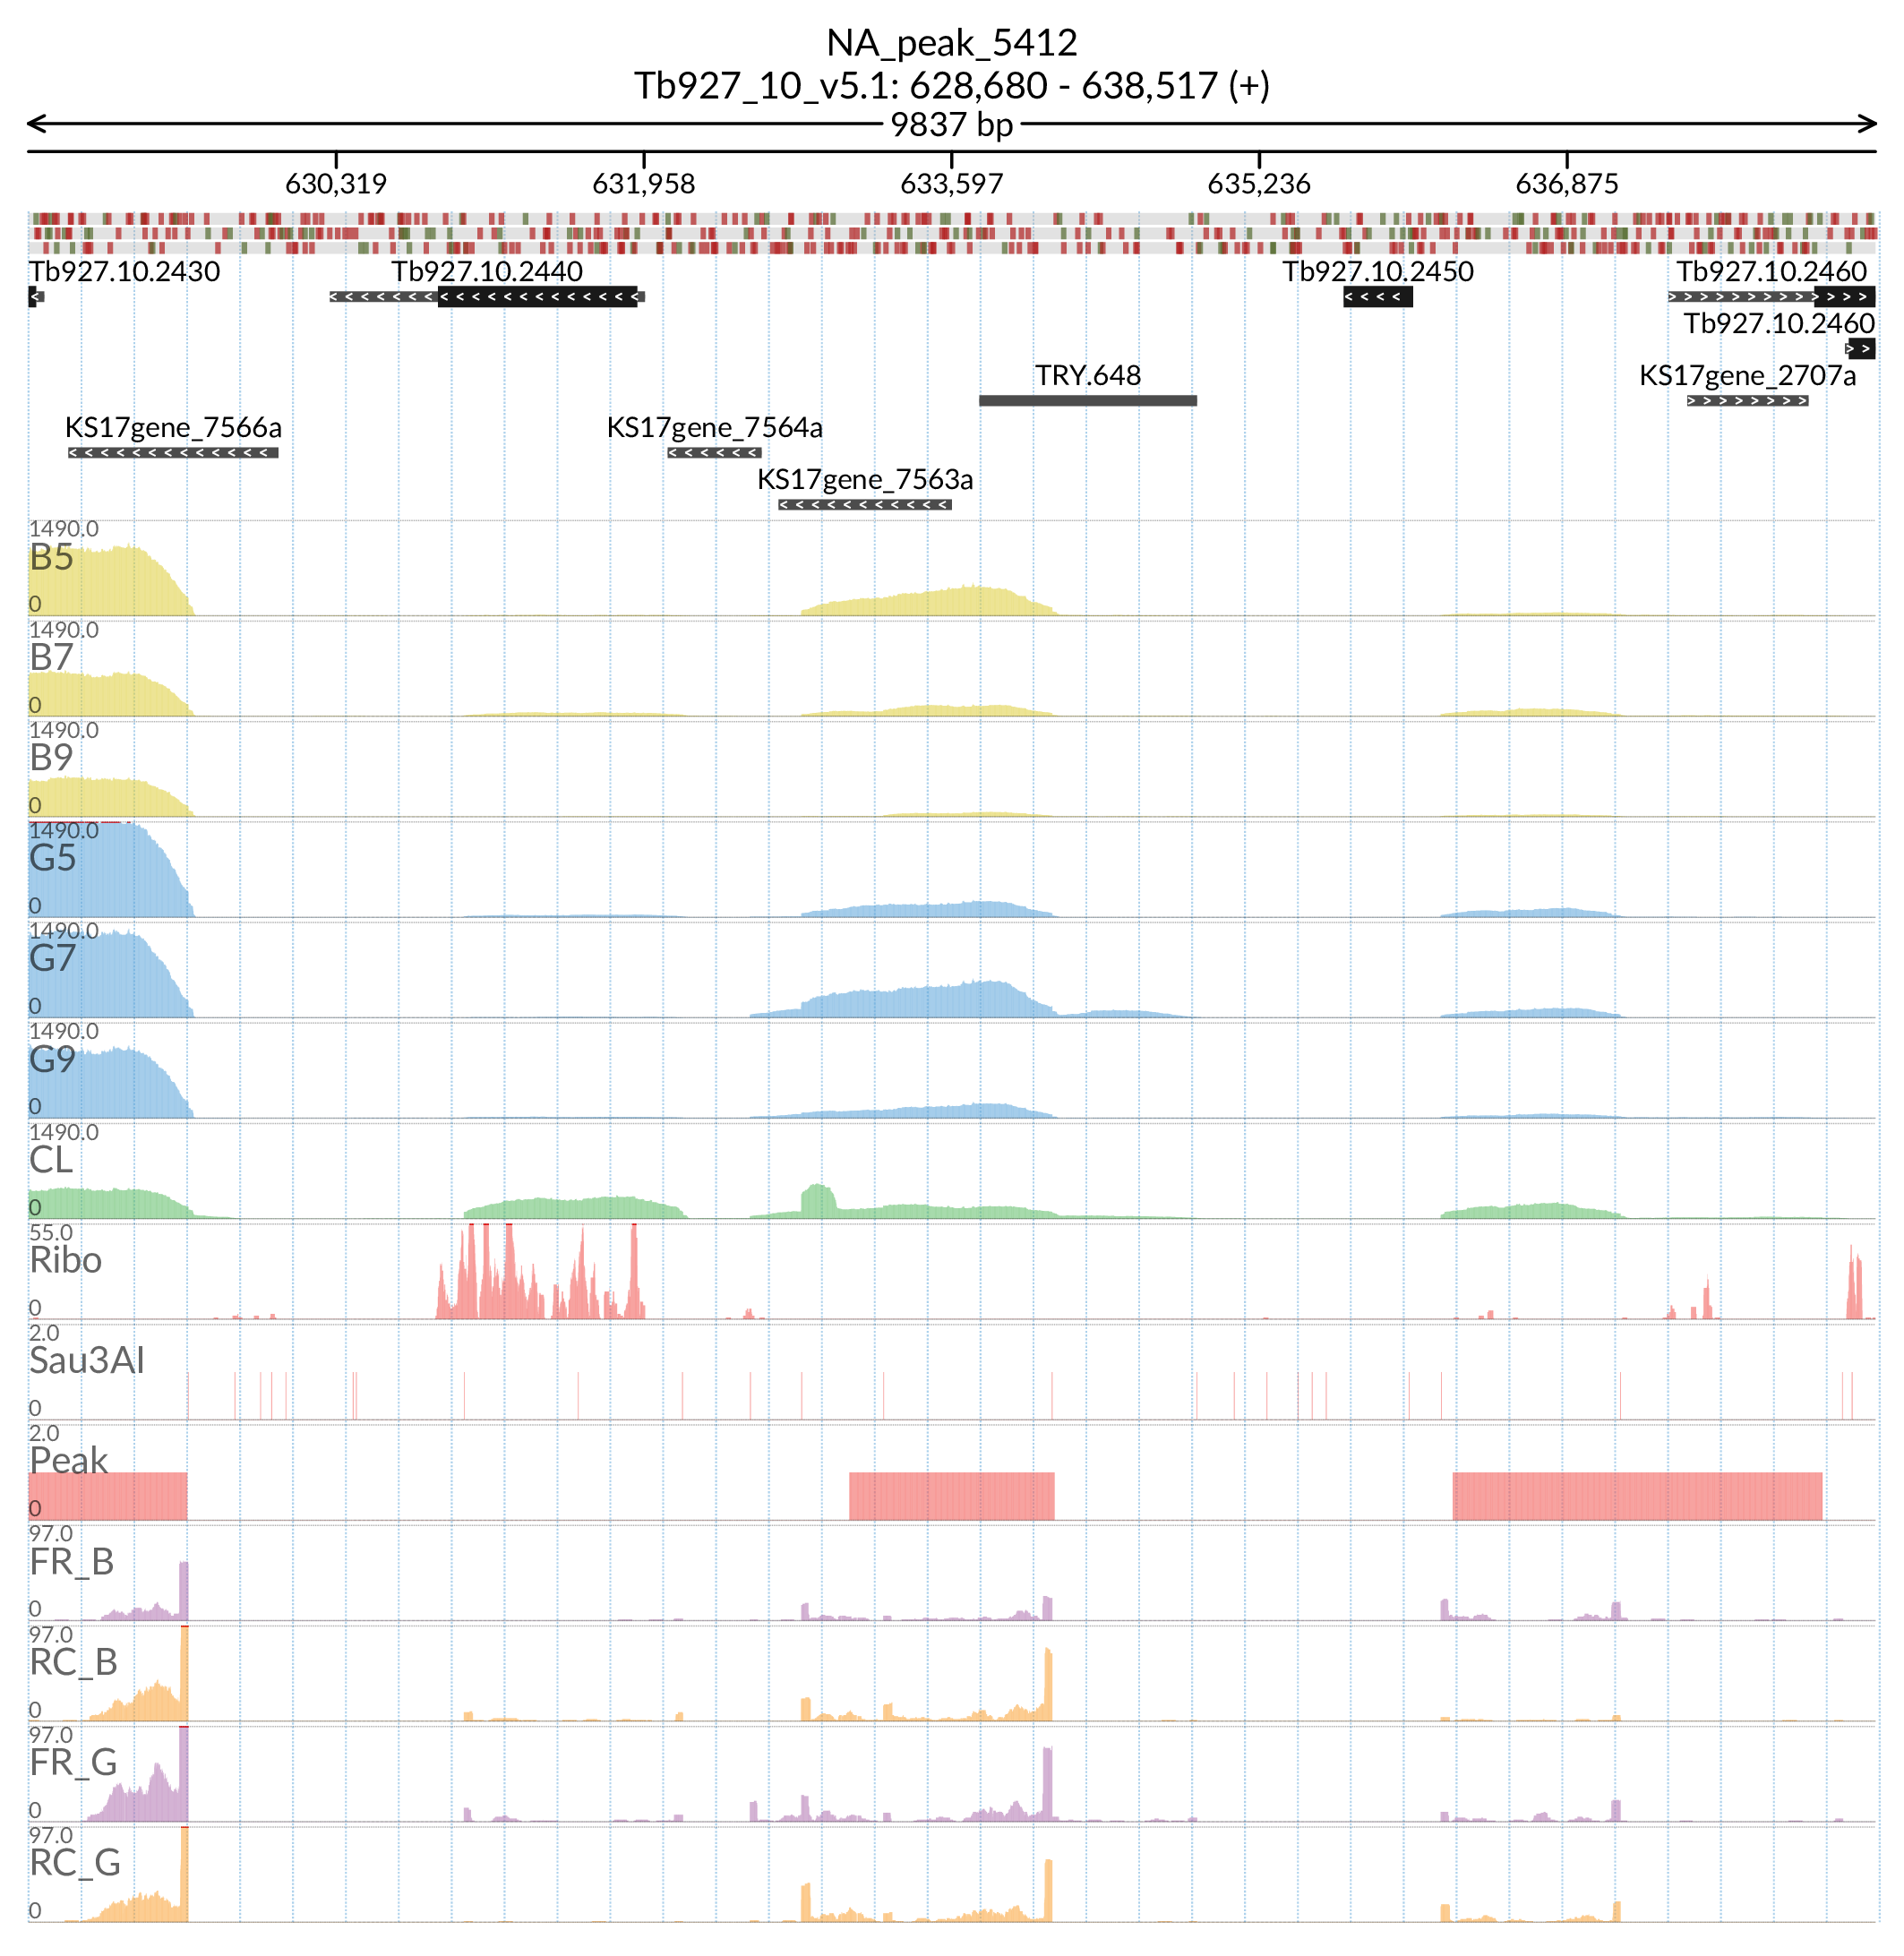 NA_peak_5412
Tb927_10_v5.1: 628,680 - 638,517 (+)
9837 bp
630,319 631,958 633,597 635,236 636,875
Tb927.10.2430 Tb927.10.2440 Tb927.10.2450 Tb927.10.2460
Tb927.10.2460
TRY.648 KS17gene_2707a
KS17gene_7566a KS17gene_7564a
KS17gene_7563a
1490.0
B5
0
1490.0
B7
0
1490.0
B9
0
1490.0
G5
0
1490.0
G7
0
1490.0
G9
0
1490.0
CL
0
55.0
Ribo
0
2.0
Sau3AI
0
2.0
Peak
0
97.0
FR_B
0
97.0
RC_B
0
97.0
FR_G
0
97.0
RC_G
0